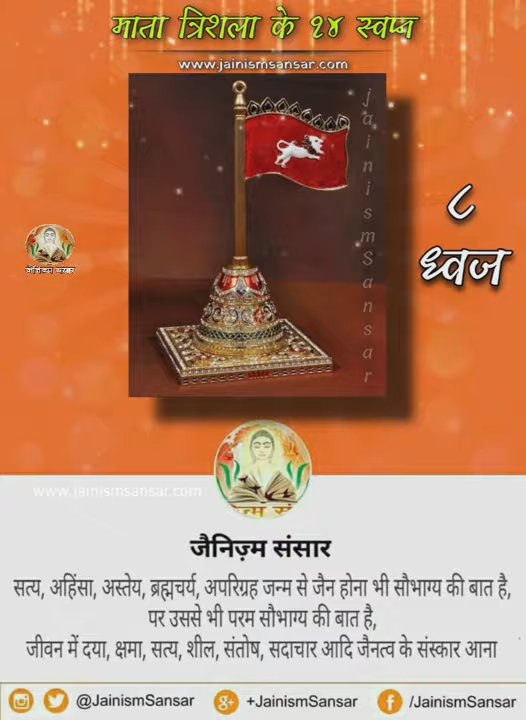 माता त्रिशला के १४ स्वप्न
www.jainismsansar.com
jainismSansar
८
ध्वज
जैनिज़्म संसार
www.jainismsansar.com
जैनिज़्म संसार
सत्य, अहिंसा, अस्तेय, ब्रह्मचर्य, अपरिग्रह जन्म से जैन होना भी सौभाग्य की बात है,
पर उससे भी परम सौभाग्य की बात है,
जीवन में दया, क्षमा, सत्य, शील, संतोष, सदाचार आदि जैनत्व के संस्कार आना
@JainismSansar
+JainismSansar
/JainismSansar